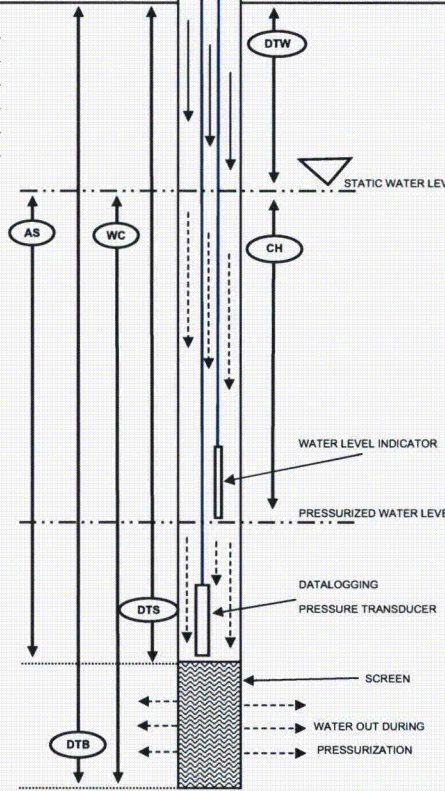 DTW
STATIC WATER LEV
AS
WC
CH
WATER LEVEL INDICATOR
PRESSURIZED WATER LEVE
DATALOGGING
DTS
PRESSURE TRANSDUCER
SCREEN
WATER OUT DURING
DTB
PRESSURIZATION